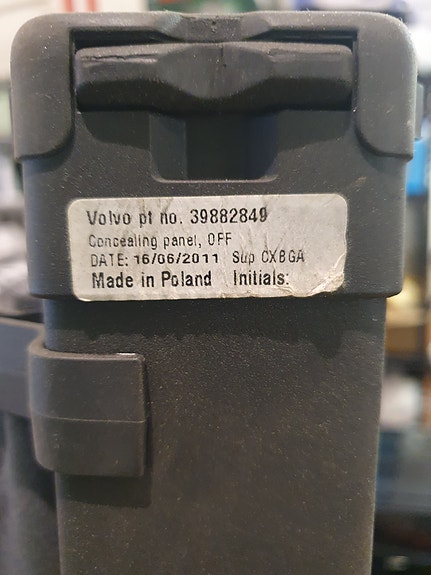 Volvo pt no. 39882849
Concealing panel, OFF
DATE: 16/06/2011 Sup CXBGA
Made in Poland Initials: